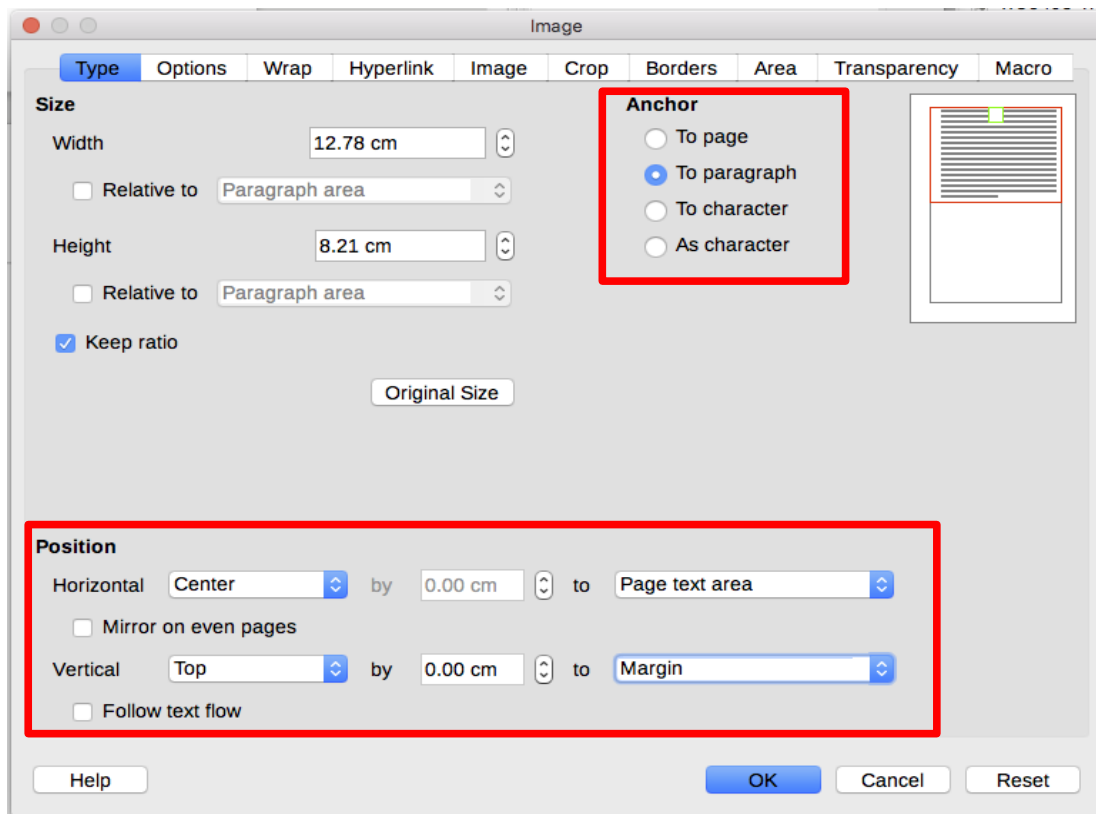 Image
Type Options Wrap Hyperlink Image Crop Borders Area Transparency Macro
Size
Width 12.78 cm
Relative to Paragraph area
Height 8.21 cm
Relative to Paragraph area
Keep ratio
Original Size
Anchor
To page
To paragraph
To character
As character
Position
Horizontal Center by 0.00 cm to Page text area
Mirror on even pages
Vertical Top by 0.00 cm to Margin
Follow text flow
Help OK Cancel Reset